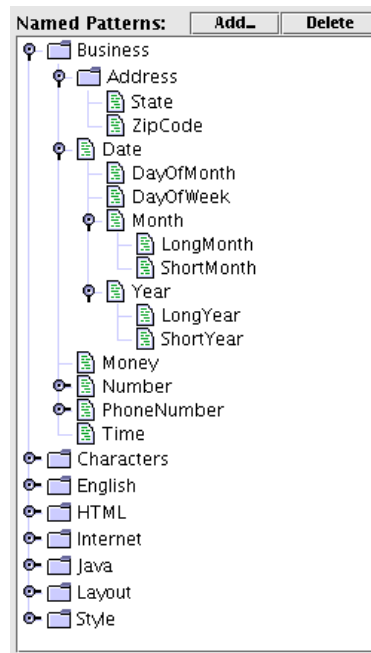 Named Patterns: Add... Delete
Business
Address
State
ZipCode
Date
DayOfMonth
DayOfWeek
Month
LongMonth
ShortMonth
Year
LongYear
ShortYear
Money
Number
PhoneNumber
Time
Characters
English
HTML
Internet
Java
Layout
Style